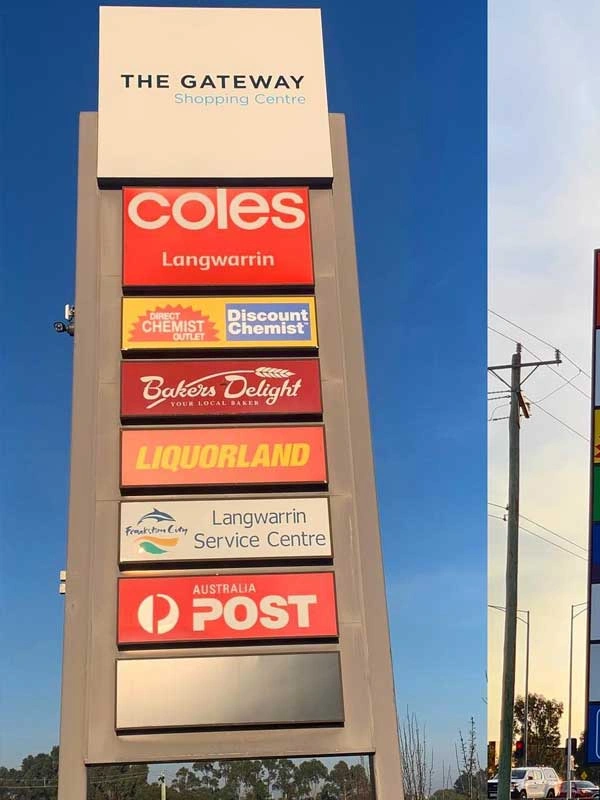 THE GATEWAY
Shopping Centre
coles
Langwarrin
DIRECT
CHEMIST
OUTLET
Discount
Chemist™
Bakers Delight
YOUR LOCAL BAKER
LIQUORLAND
Frankston City
Langwarrin
Service Centre
AUSTRALIA
POST